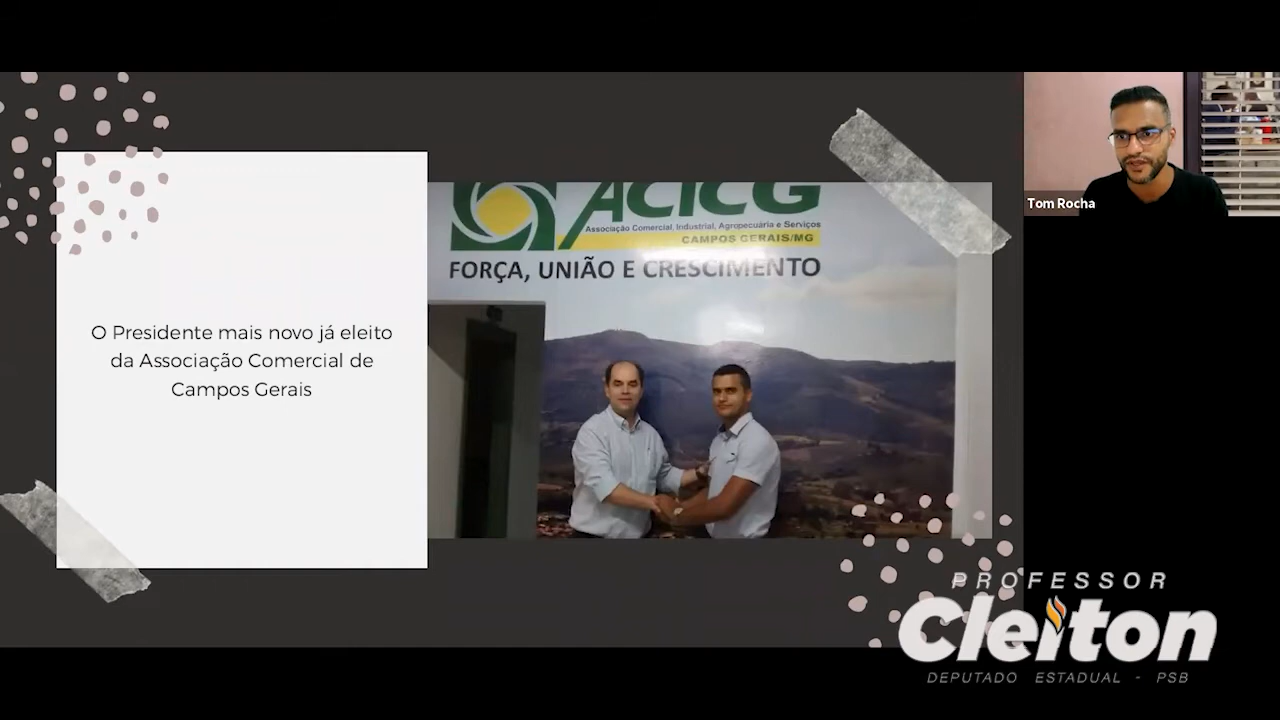 O Presidente mais novo já eleito
da Associação Comercial de
Campos Gerais
ACICG
Associação Comercial, Industrial, Agropecuária e Serviços
CAMPOS GERAIS/MG
FORÇA, UNIÃO E CRESCIMENTO
Tom Rocha
PROFESSOR
Cleiton
DEPUTADO ESTADUAL - PSB